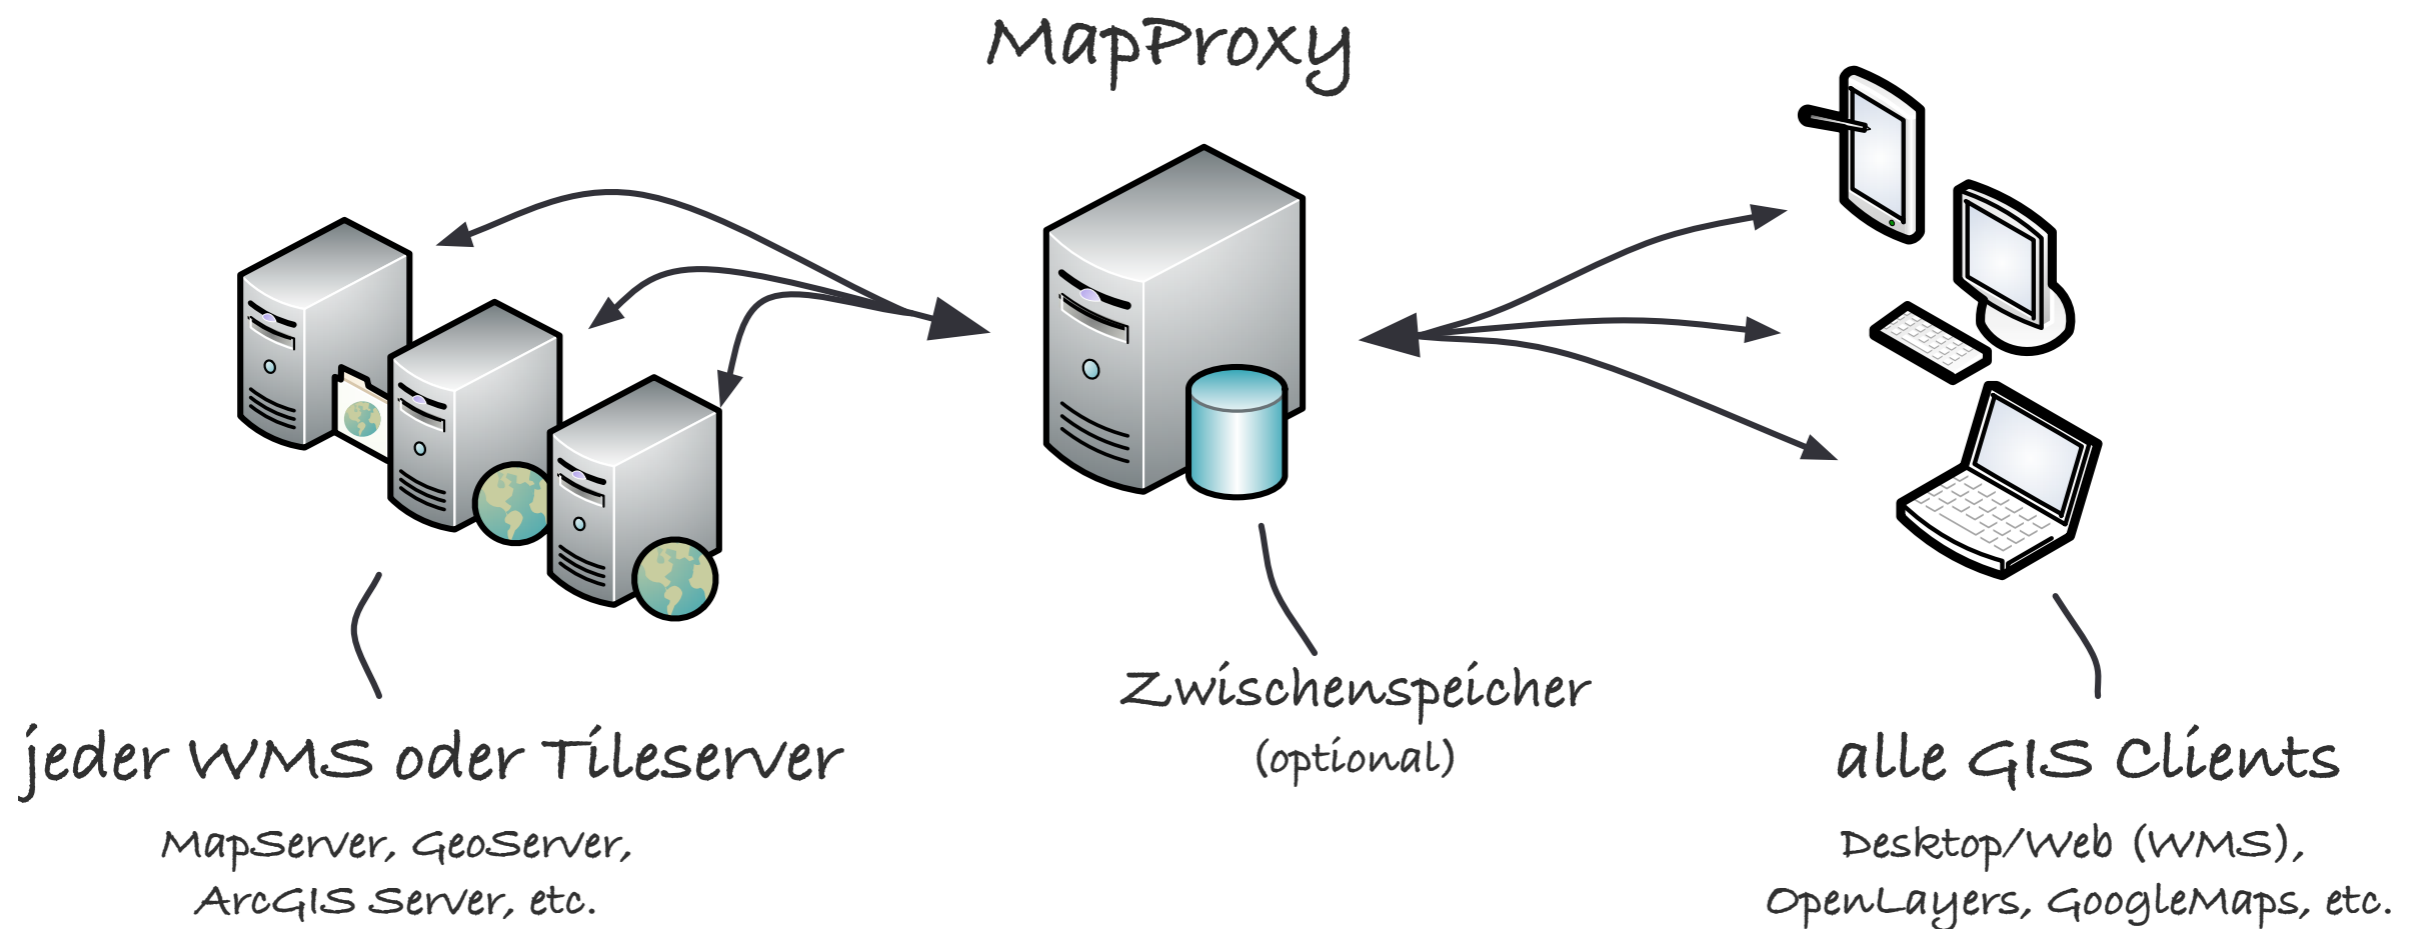 MapProxy
Zwischenspeicher
(optional)
jeder WMS oder Tileserver
MapServer, GeoServer,
ArcGIS Server, etc.
alle GIS Clients
Desktop/Web (WMS),
OpenLayers, GoogleMaps, etc.